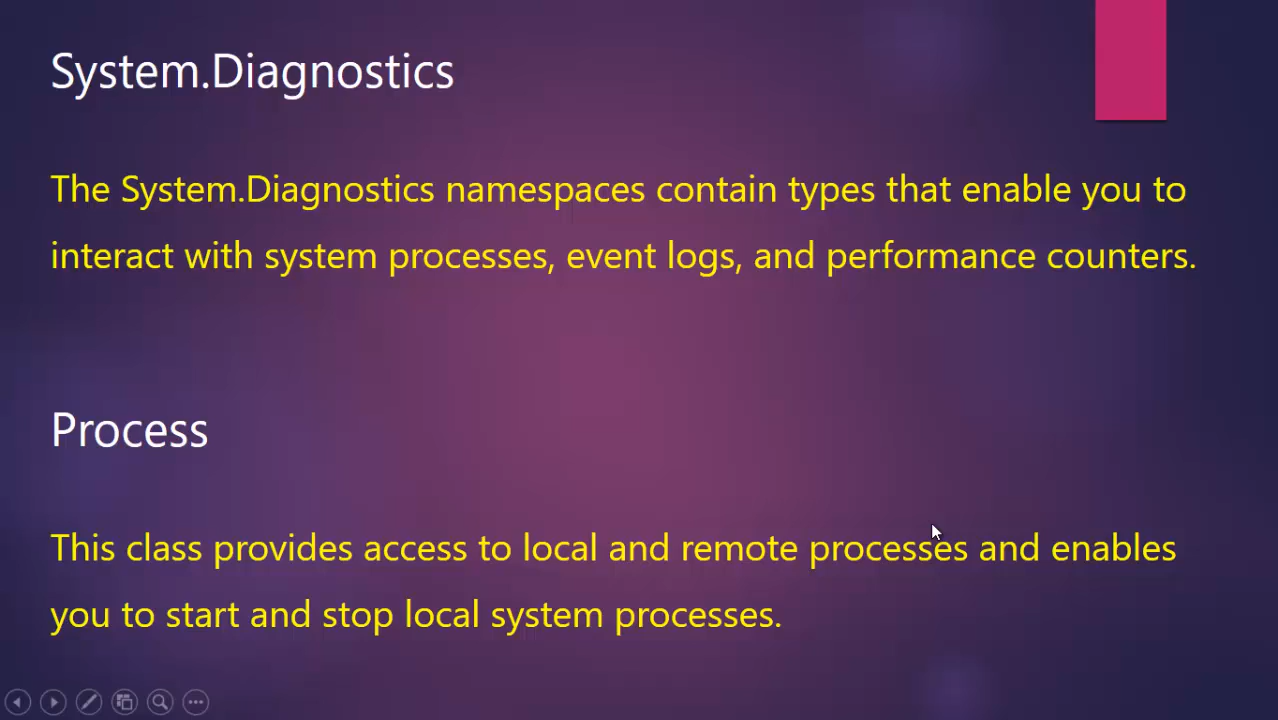 System.Diagnostics
The System.Diagnostics namespaces contain types that enable you to
interact with system processes, event logs, and performance counters.
Process
This class provides access to local and remote processes and enables
you to start and stop local system processes.